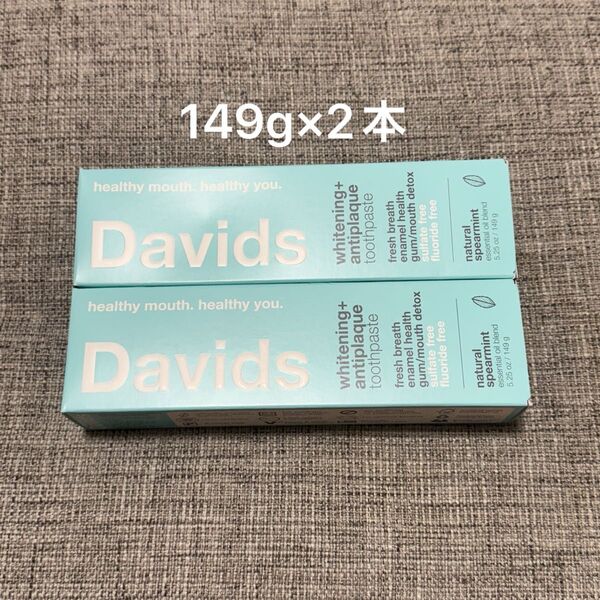 149g×2本
healthy mouth. healthy you.
Davids
whitening+
antiplaque
toothpaste
fresh breath
enamel health
gum/mouth detox
sulfate free
fluoride free
natural
spearmint
essential oil blend
5.25 oz / 149 g
healthy mouth. healthy you.
Davids
whitening+
antiplaque
toothpaste
fresh breath
enamel health
gum/mouth detox
sulfate free
fluoride free
natural
spearmint
essential oil blend
5.25 oz / 149 g